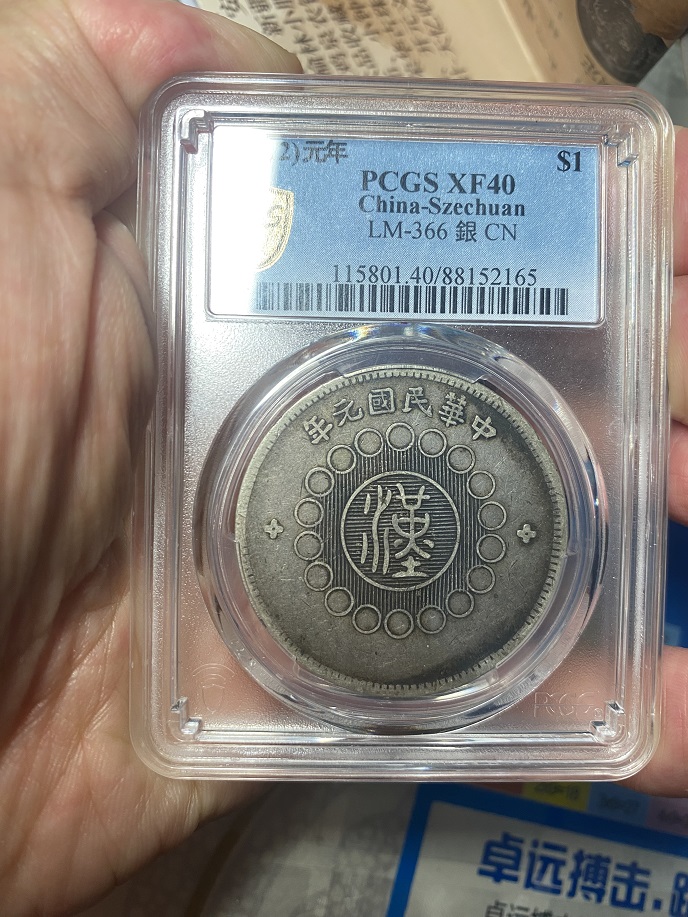 2)元年
$1
PCGS XF40
China-Szechuan
LM-366 銀 CN
115801.40/88152165
中華民國元年
漢
PCGS
卓远搏击.